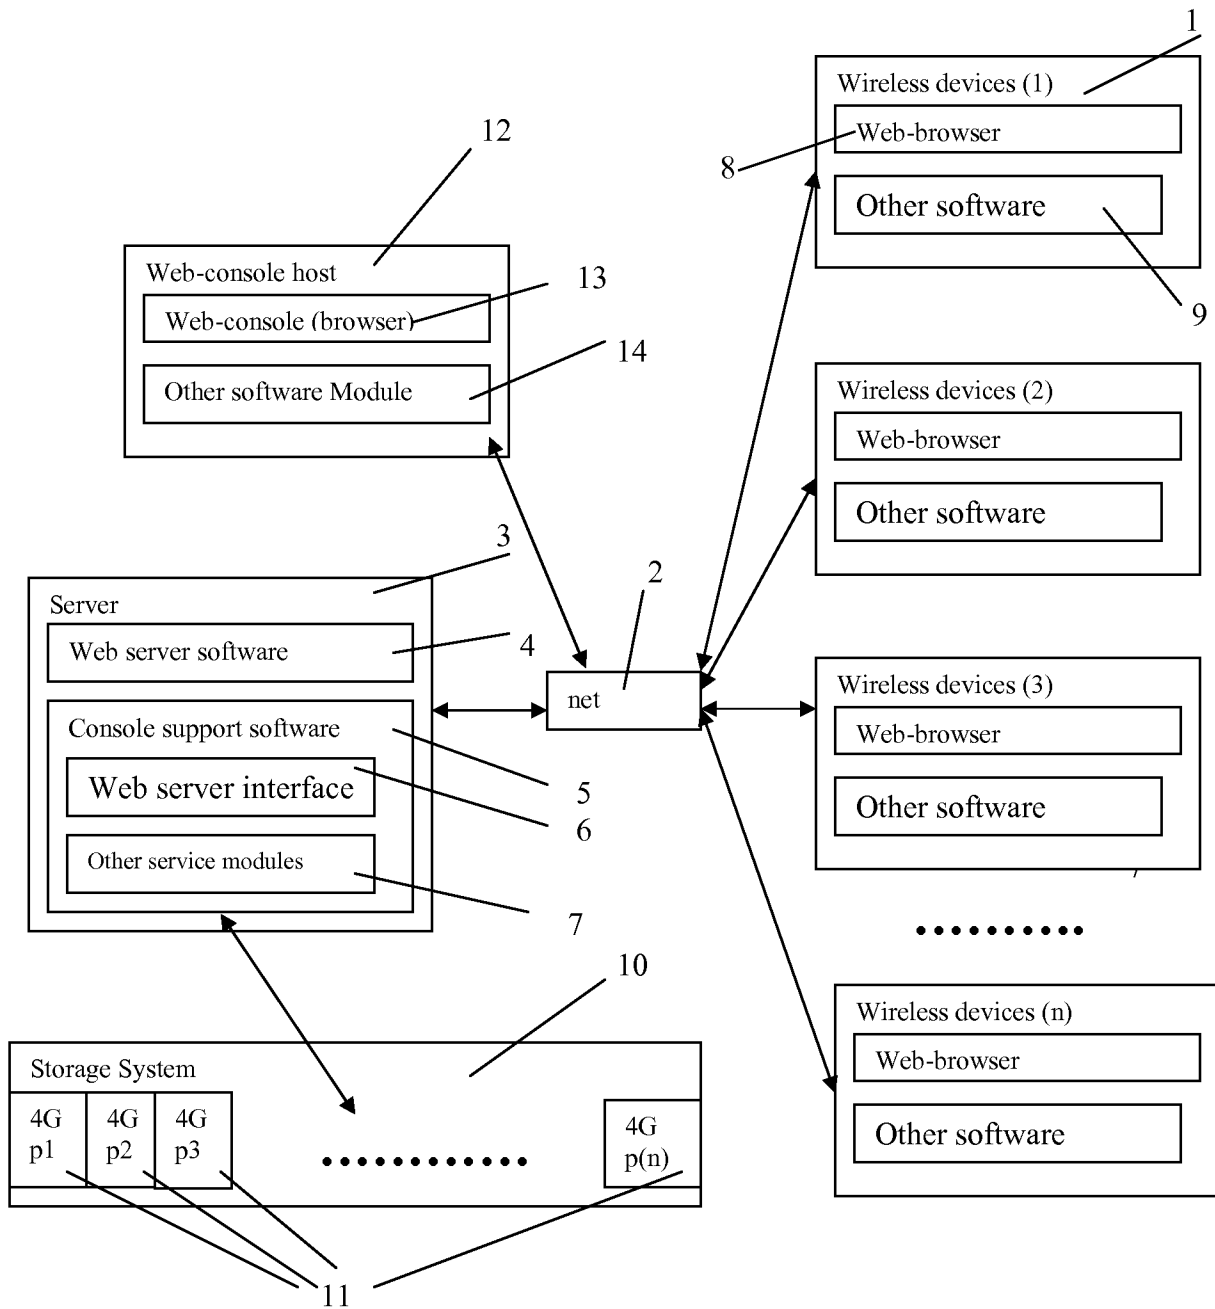 1
Wireless devices (1)
Web-browser
8
Other software
9
12
Web-console host
13
Web-console (browser)
14
Other software Module
Wireless devices (2)
Web-browser
Other software
3
Server
Web server software
4
2
net
Console support software
5
Web server interface
6
Other service modules
7
Wireless devices (3)
Web-browser
Other software
..........
Wireless devices (n)
Web-browser
Other software
10
Storage System
4G
p1
4G
p2
4G
p3
............
4G
p(n)
11